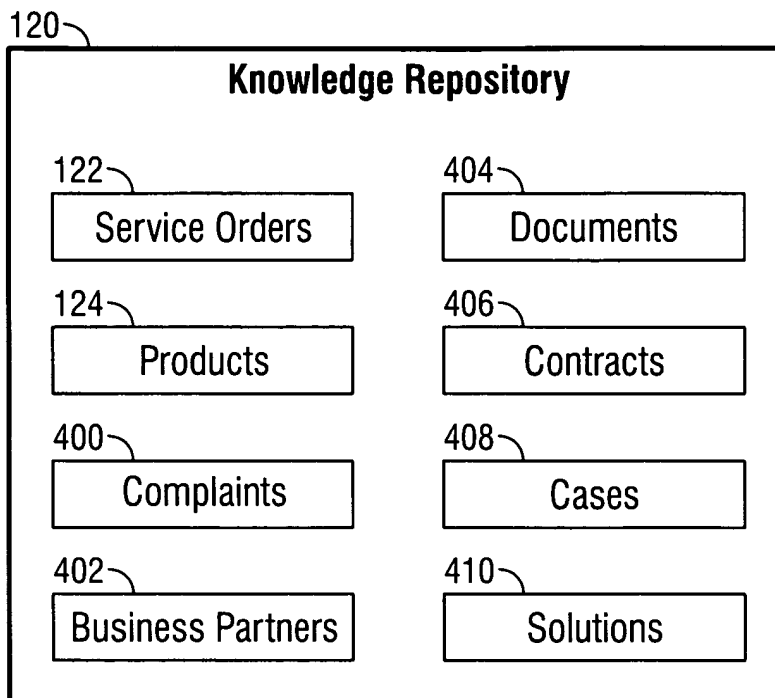 120
Knowledge Repository
122
Service Orders
124
Products
400
Complaints
402
Business Partners
404
Documents
406
Contracts
408
Cases
410
Solutions